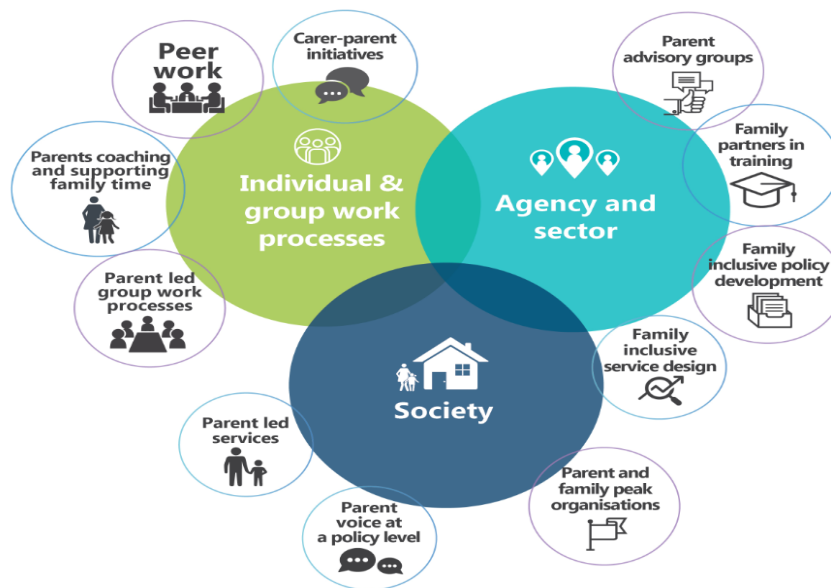 Peer
work
Carer-parent
initiatives
Parent
advisory groups
Parents coaching
and supporting
family time
Individual &
group work
processes
Agency and
sector
Family
partners in
training
Parent led
group work
processes
Family
inclusive policy
development
Family
inclusive
service design
Society
Parent led
services
Parent
voice at
a policy level
Parent and
family peak
organisations